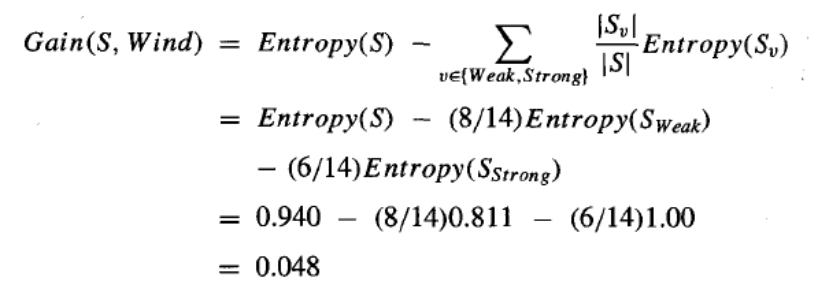 Gain(S, Wind) = Entropy(S) − ∑_{v∈{Weak,Strong}} |S_v|/|S| Entropy(S_v)
= Entropy(S) − (8/14)Entropy(S_Weak)
− (6/14)Entropy(S_Strong)
= 0.940 − (8/14)0.811 − (6/14)1.00
= 0.048